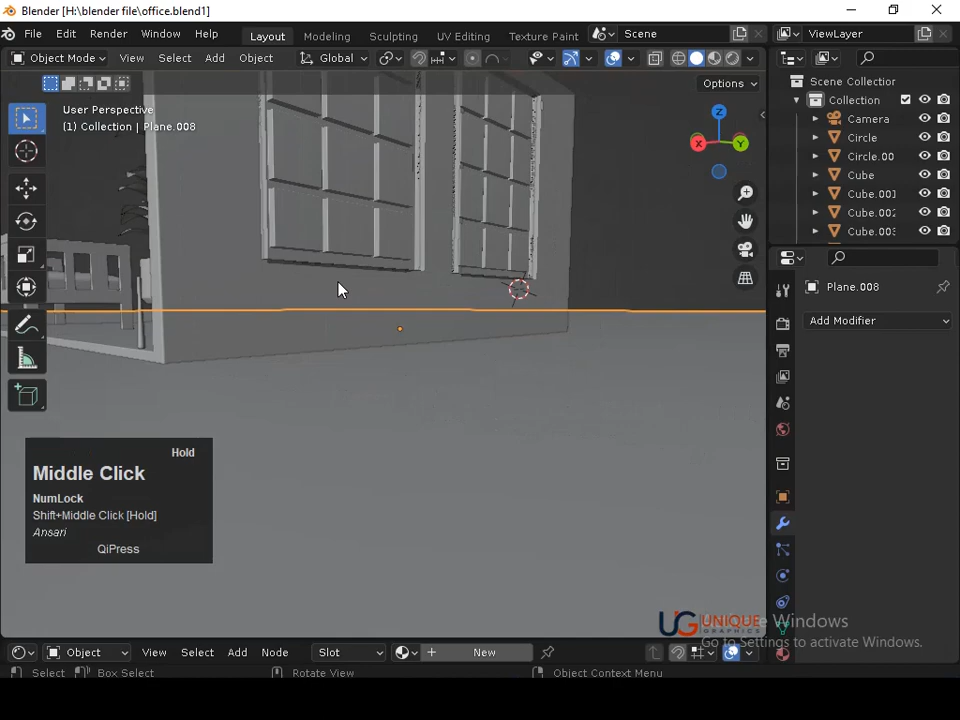 Blender [H:\blender file\office.blend1]
File Edit Render Window Help Layout Modeling Sculpting UV Editing Texture Paint Scene ViewLayer
Object Mode View Select Add Object Global
Options
User Perspective
(1) Collection | Plane.008
Scene Collection
Collection
Camera
Circle
Circle.00
Cube
Cube.001
Cube.002
Cube.003
X Y Z
Plane.008
Add Modifier
Hold
Middle Click
NumLock
Shift+Middle Click [Hold]
Ansari
QiPress
UG UNIQUE
GRAPHICS
Windows
Go to Settings to activate Windows.
Object View Select Add Node Slot New
Select Box Select Rotate View Object Context Menu